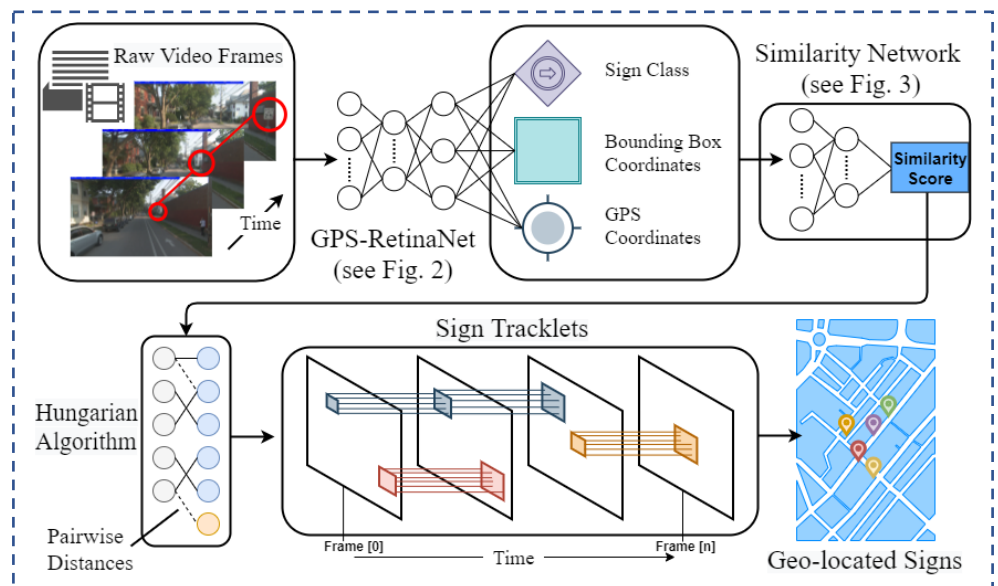 Raw Video Frames
Time
GPS-RetinaNet
(see Fig. 2)
Sign Class
Bounding Box
Coordinates
GPS
Coordinates
Similarity Network
(see Fig. 3)
Similarity
Score
Hungarian
Algorithm
Pairwise
Distances
Sign Tracklets
Frame [0]
Time
Frame [n]
Geo-located Signs